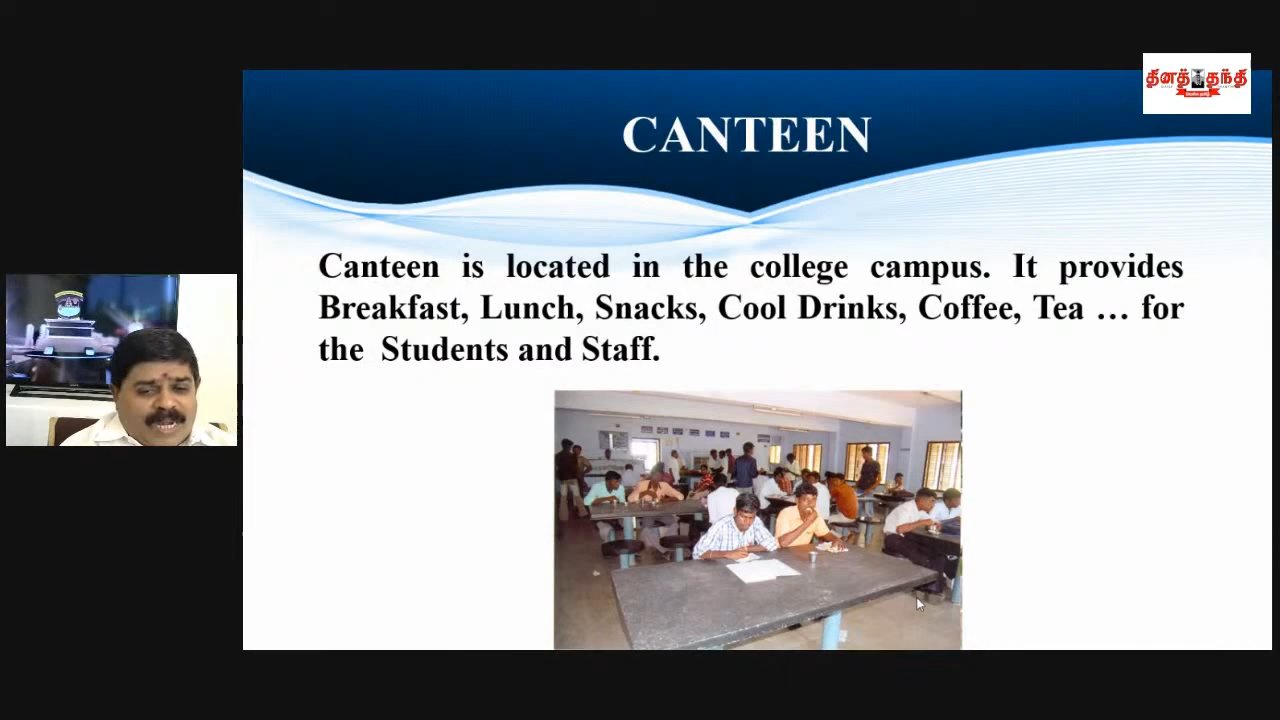 தினத்தந்தி
CANTEEN
Canteen is located in the college campus. It provides
Breakfast, Lunch, Snacks, Cool Drinks, Coffee, Tea … for
the Students and Staff.